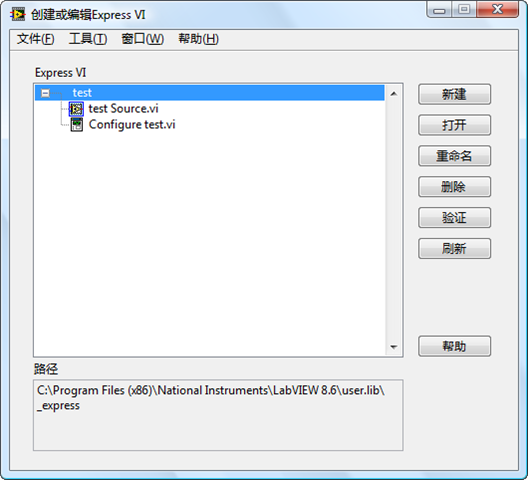 创建或编辑Express VI
文件(F) 工具(T) 窗口(W) 帮助(H)
Express VI
test
test Source.vi
Configure test.vi
新建
打开
重命名
删除
验证
刷新
帮助
路径
C:\Program Files (x86)\National Instruments\LabVIEW 8.6\user.lib\
_express